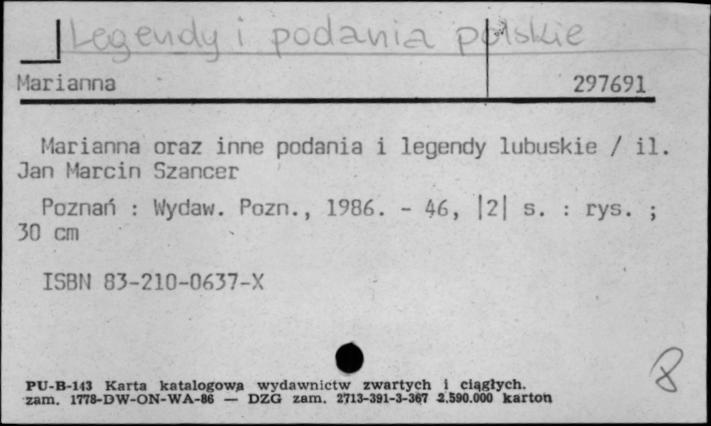 Legendy i podania polskie
Marianna 297691
Marianna oraz inne podania i legendy lubuskie / il.
Jan Marcin Szancer
Poznań : Wydaw. Pozn., 1986. - 46, |2| s. : rys. ;
30 cm
ISBN 83-210-0637-X
8
PU-B-143 Karta katalogowa wydawnictw zwartych i ciągłych.
zam. 1778-DW-ON-WA-86 — DZG zam. 2713-391-3-367 2.590.000 karton